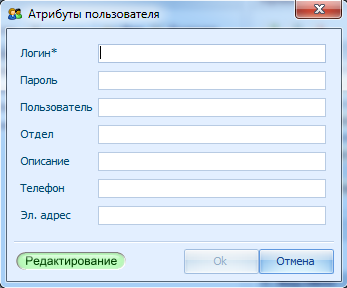 Атрибуты пользователя
Логин*
Пароль
Пользователь
Отдел
Описание
Телефон
Эл. адрес
Редактирование Ok Отмена